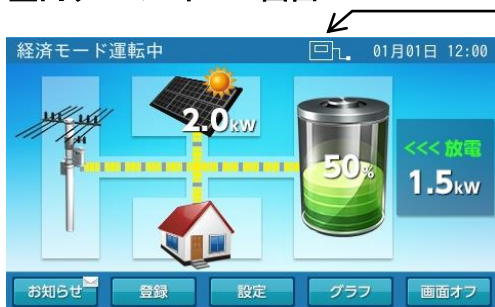 経済モード運転中 01月01日 12:00
2.0kw
50%
<<< 放電
1.5kw
お知らせ 登録 設定 グラフ 画面オフ